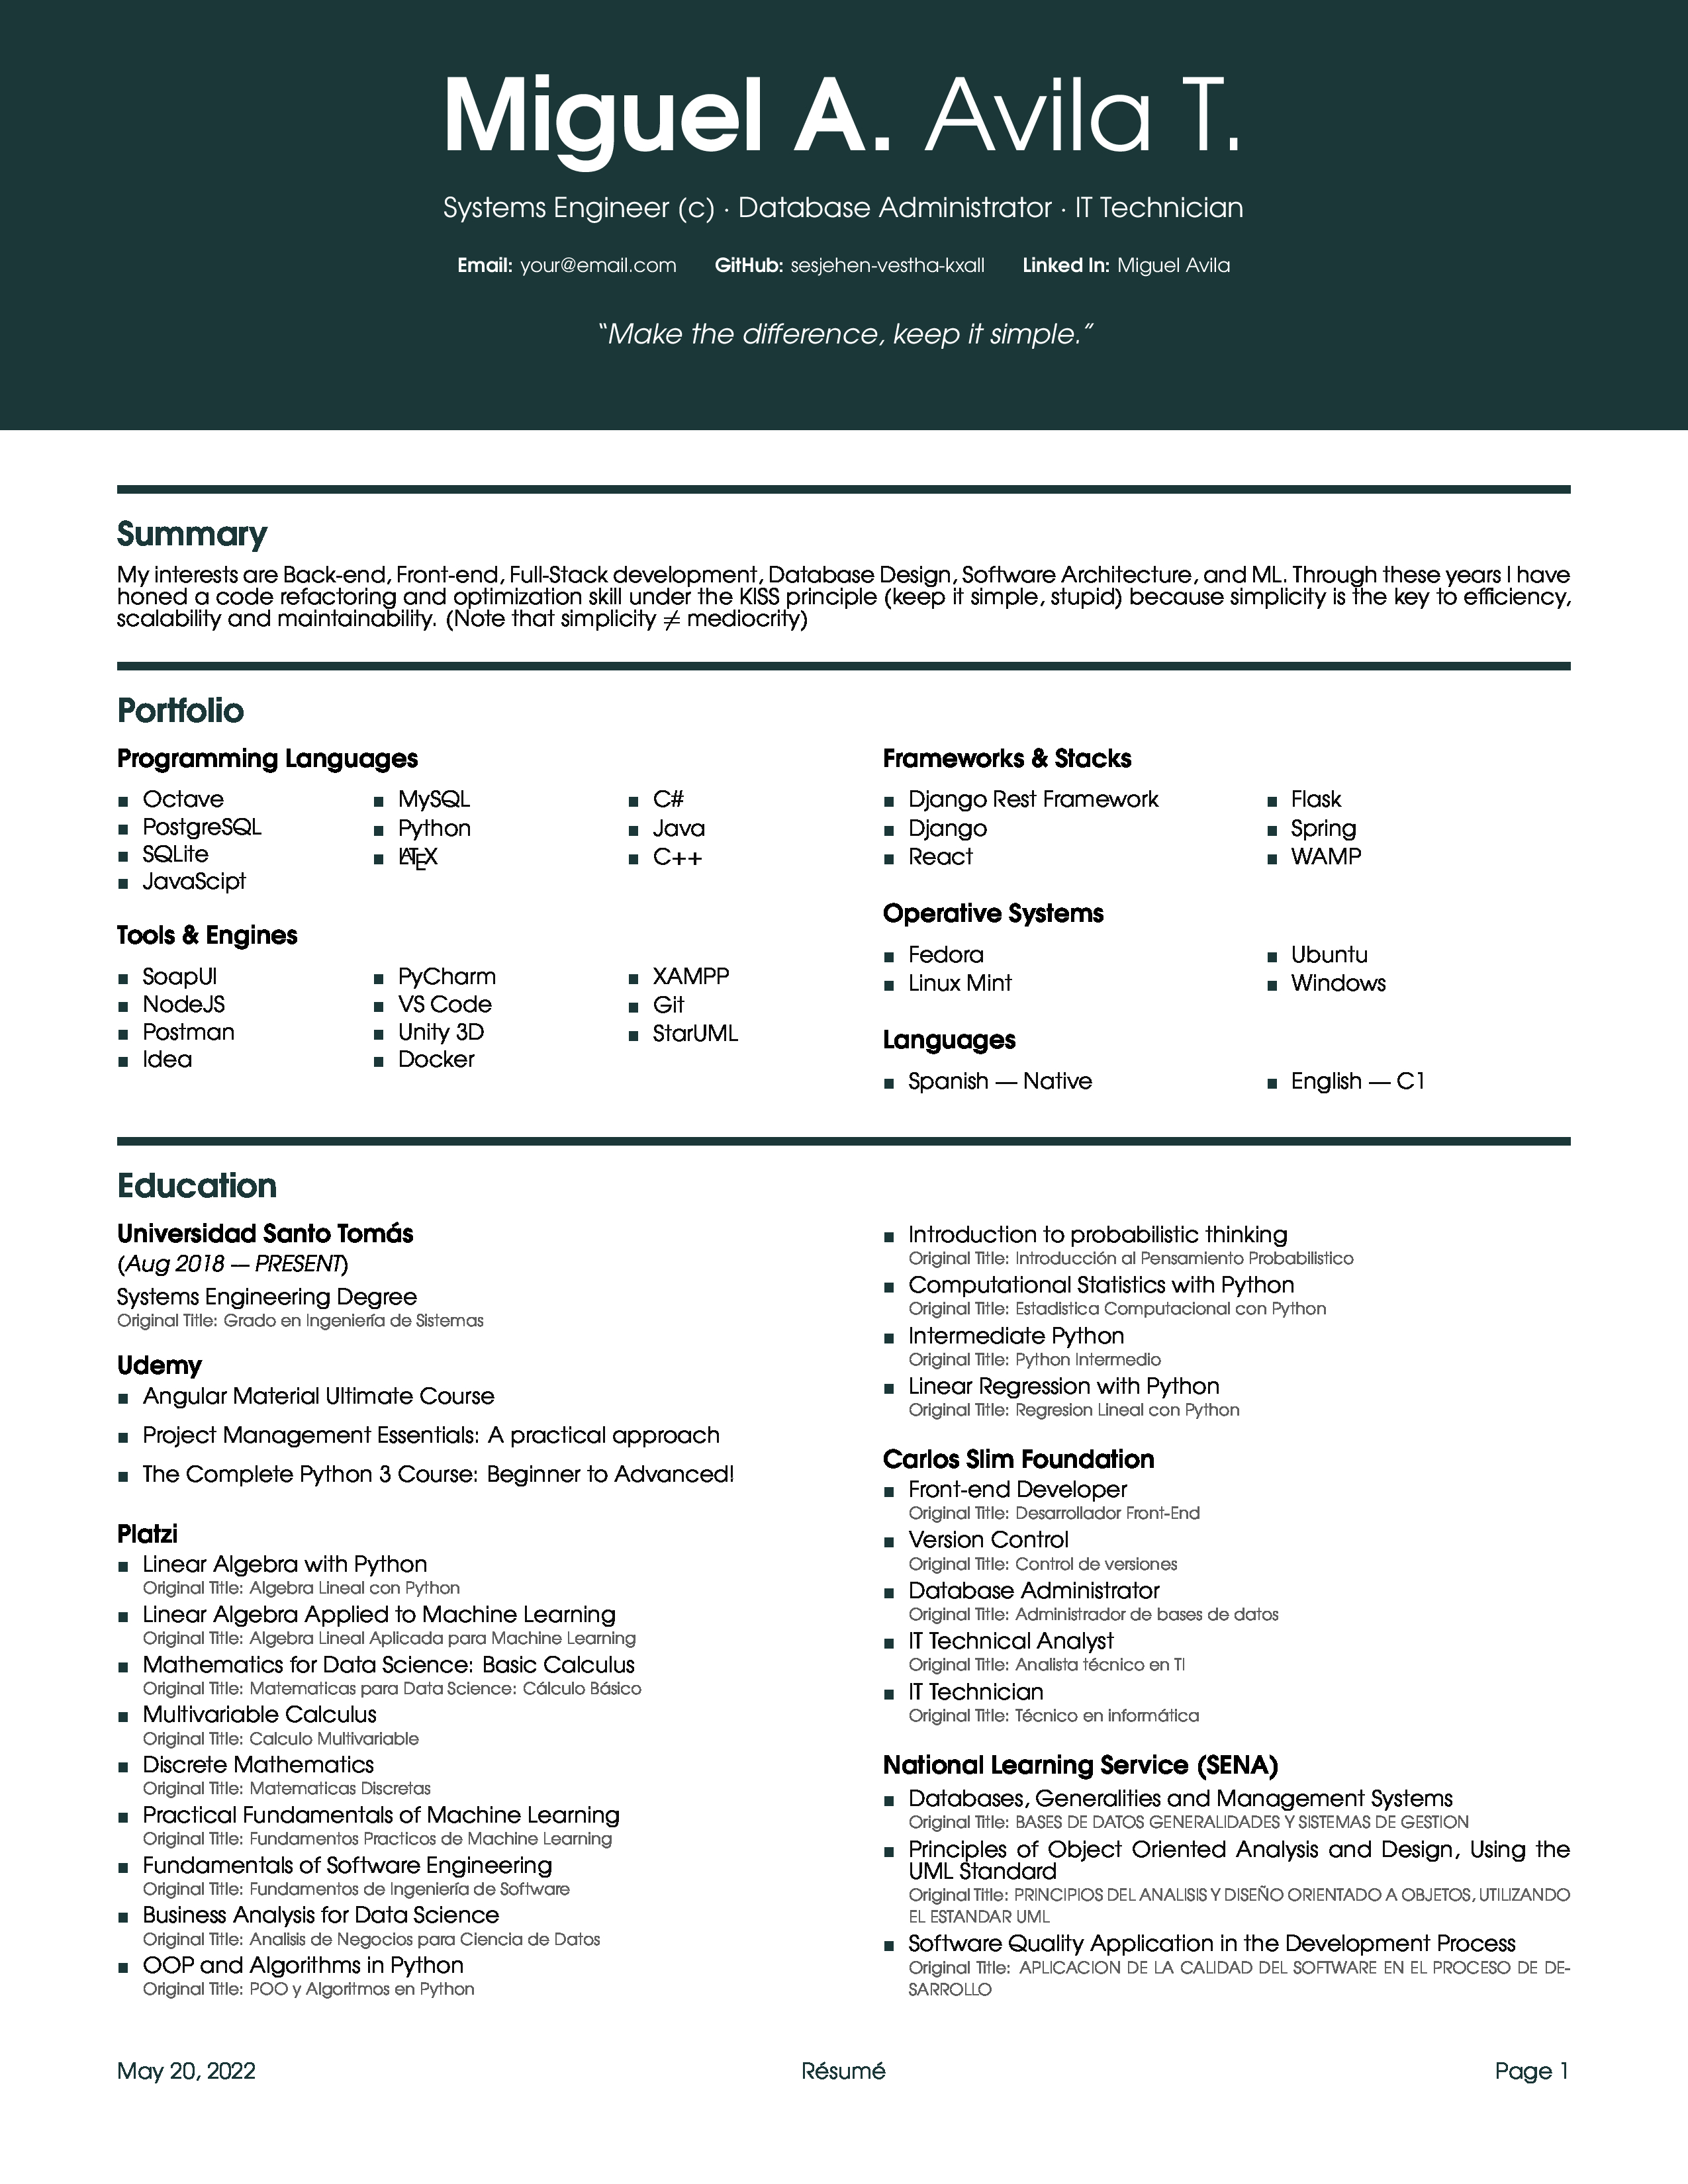 Miguel A. Avila T.
Systems Engineer (c) · Database Administrator · IT Technician
Email: your@email.com GitHub: sesjehen-vestha-kxall Linked In: Miguel Avila
“Make the difference, keep it simple.”
Summary
My interests are Back-end, Front-end, Full-Stack development, Database Design, Software Architecture, and ML. Through these years I have
honed a code refactoring and optimization skill under the KISS principle (keep it simple, stupid) because simplicity is the key to efficiency,
scalability and maintainability. (Note that simplicity ≠ mediocrity)
Portfolio
Programming Languages
■ Octave
■ PostgreSQL
■ SQLite
■ JavaScipt
■ MySQL
■ Python
■ LATEX
■ C#
■ Java
■ C++
Tools & Engines
■ SoapUI
■ NodeJS
■ Postman
■ Idea
■ PyCharm
■ VS Code
■ Unity 3D
■ Docker
■ XAMPP
■ Git
■ StarUML
Frameworks & Stacks
■ Django Rest Framework
■ Django
■ React
■ Flask
■ Spring
■ WAMP
Operative Systems
■ Fedora
■ Linux Mint
■ Ubuntu
■ Windows
Languages
■ Spanish — Native
■ English — C1
Education
Universidad Santo Tomás
(Aug 2018 — PRESENT)
Systems Engineering Degree
Original Title: Grado en Ingeniería de Sistemas
Udemy
■ Angular Material Ultimate Course
■ Project Management Essentials: A practical approach
■ The Complete Python 3 Course: Beginner to Advanced!
Platzi
■ Linear Algebra with Python
Original Title: Algebra Lineal con Python
■ Linear Algebra Applied to Machine Learning
Original Title: Algebra Lineal Aplicada para Machine Learning
■ Mathematics for Data Science: Basic Calculus
Original Title: Matematicas para Data Science: Cálculo Básico
■ Multivariable Calculus
Original Title: Calculo Multivariable
■ Discrete Mathematics
Original Title: Matematicas Discretas
■ Practical Fundamentals of Machine Learning
Original Title: Fundamentos Practicos de Machine Learning
■ Fundamentals of Software Engineering
Original Title: Fundamentos de Ingeniería de Software
■ Business Analysis for Data Science
Original Title: Analisis de Negocios para Ciencia de Datos
■ OOP and Algorithms in Python
Original Title: POO y Algoritmos en Python
■ Introduction to probabilistic thinking
Original Title: Introducción al Pensamiento Probabilistico
■ Computational Statistics with Python
Original Title: Estadistica Computacional con Python
■ Intermediate Python
Original Title: Python Intermedio
■ Linear Regression with Python
Original Title: Regresion Lineal con Python
Carlos Slim Foundation
■ Front-end Developer
Original Title: Desarrollador Front-End
■ Version Control
Original Title: Control de versiones
■ Database Administrator
Original Title: Administrador de bases de datos
■ IT Technical Analyst
Original Title: Analista técnico en TI
■ IT Technician
Original Title: Técnico en informática
National Learning Service (SENA)
■ Databases, Generalities and Management Systems
Original Title: BASES DE DATOS GENERALIDADES Y SISTEMAS DE GESTION
■ Principles of Object Oriented Analysis and Design, Using the
UML Standard
Original Title: PRINCIPIOS DEL ANALISIS Y DISEÑO ORIENTADO A OBJETOS, UTILIZANDO
EL ESTANDAR UML
■ Software Quality Application in the Development Process
Original Title: APLICACION DE LA CALIDAD DEL SOFTWARE EN EL PROCESO DE DE-
SARROLLO
May 20, 2022 Résumé Page 1